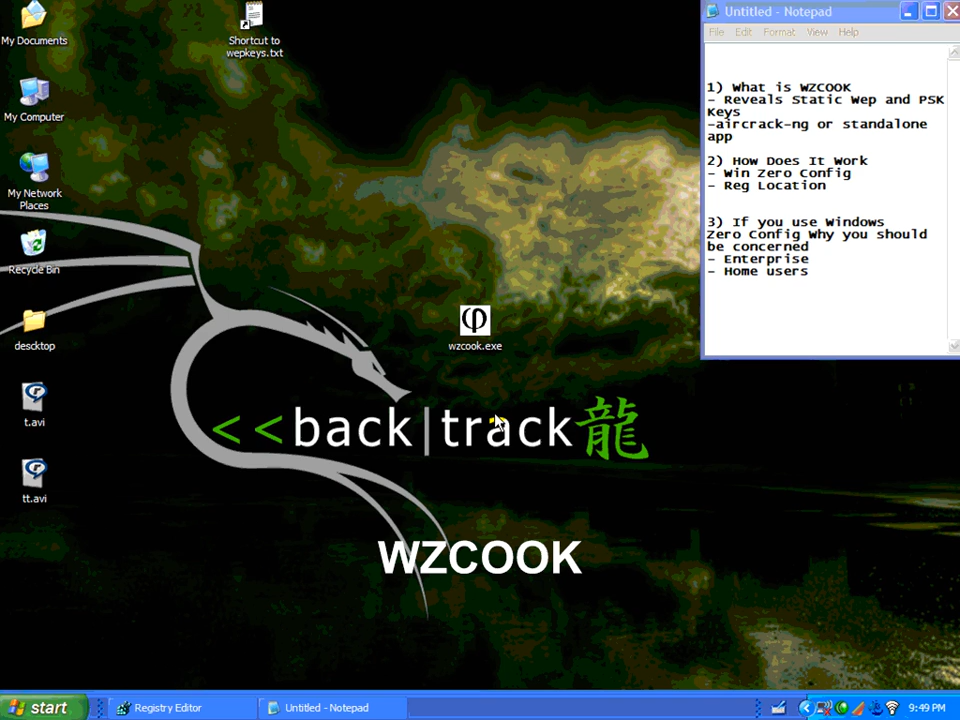 My Documents
Shortcut to
wepkeys.txt
My Computer
My Network
Places
Recycle Bin
descktop
t.avi
tt.avi
Untitled - Notepad
File Edit Format View Help
1) What is WZCOOK
- Reveals Static Wep and PSK
Keys
-aircrack-ng or standalone
app
2) How Does It Work
- Win Zero Config
- Reg Location
3) If you use Windows
Zero Config Why you should
be concerned
- Enterprise
- Home users
φ
wzcook.exe
<<back|track龍
WZCOOK
start
Registry Editor
Untitled - Notepad
9:49 PM